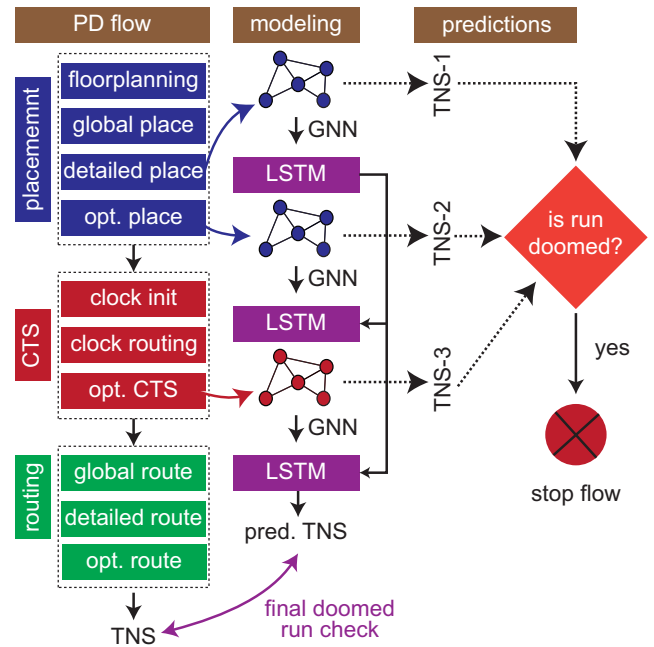 PD flow
modeling
predictions
placememnt
floorplanning
global place
detailed place
opt. place
CTS
clock init
clock routing
opt. CTS
routing
global route
detailed route
opt. route
TNS
GNN
LSTM
GNN
LSTM
GNN
LSTM
pred. TNS
final doomed
run check
TNS-1
TNS-2
TNS-3
is run
doomed?
yes
stop flow